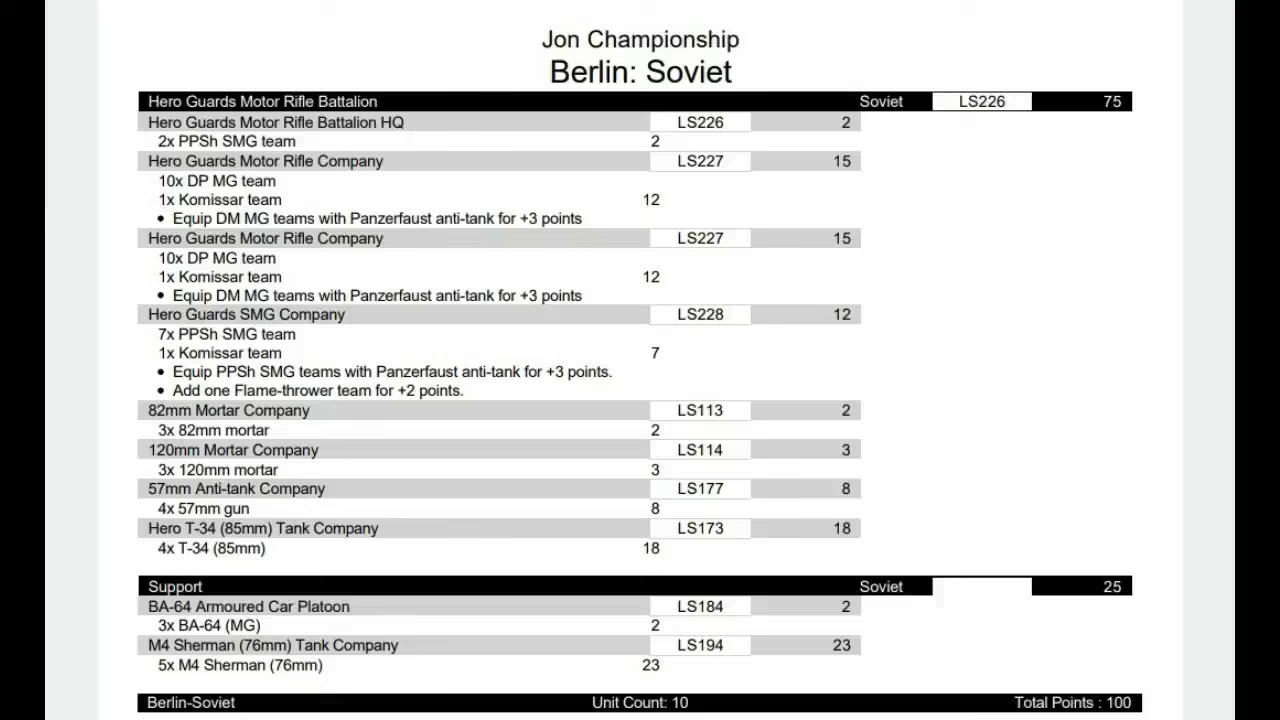 Jon Championship
Berlin: Soviet
Hero Guards Motor Rifle Battalion Soviet LS226 75
Hero Guards Motor Rifle Battalion HQ LS226 2
2x PPSh SMG team 2
Hero Guards Motor Rifle Company LS227 15
10x DP MG team
1x Komissar team 12
• Equip DM MG teams with Panzerfaust anti-tank for +3 points
Hero Guards Motor Rifle Company LS227 15
10x DP MG team
1x Komissar team 12
• Equip DM MG teams with Panzerfaust anti-tank for +3 points
Hero Guards SMG Company LS228 12
7x PPSh SMG team
1x Komissar team 7
• Equip PPSh SMG teams with Panzerfaust anti-tank for +3 points.
• Add one Flame-thrower team for +2 points.
82mm Mortar Company LS113 2
3x 82mm mortar 2
120mm Mortar Company LS114 3
3x 120mm mortar 3
57mm Anti-tank Company LS177 8
4x 57mm gun 8
Hero T-34 (85mm) Tank Company LS173 18
4x T-34 (85mm) 18
Support Soviet 25
BA-64 Armoured Car Platoon LS184 2
3x BA-64 (MG) 2
M4 Sherman (76mm) Tank Company LS194 23
5x M4 Sherman (76mm) 23
Berlin-Soviet Unit Count: 10 Total Points : 100